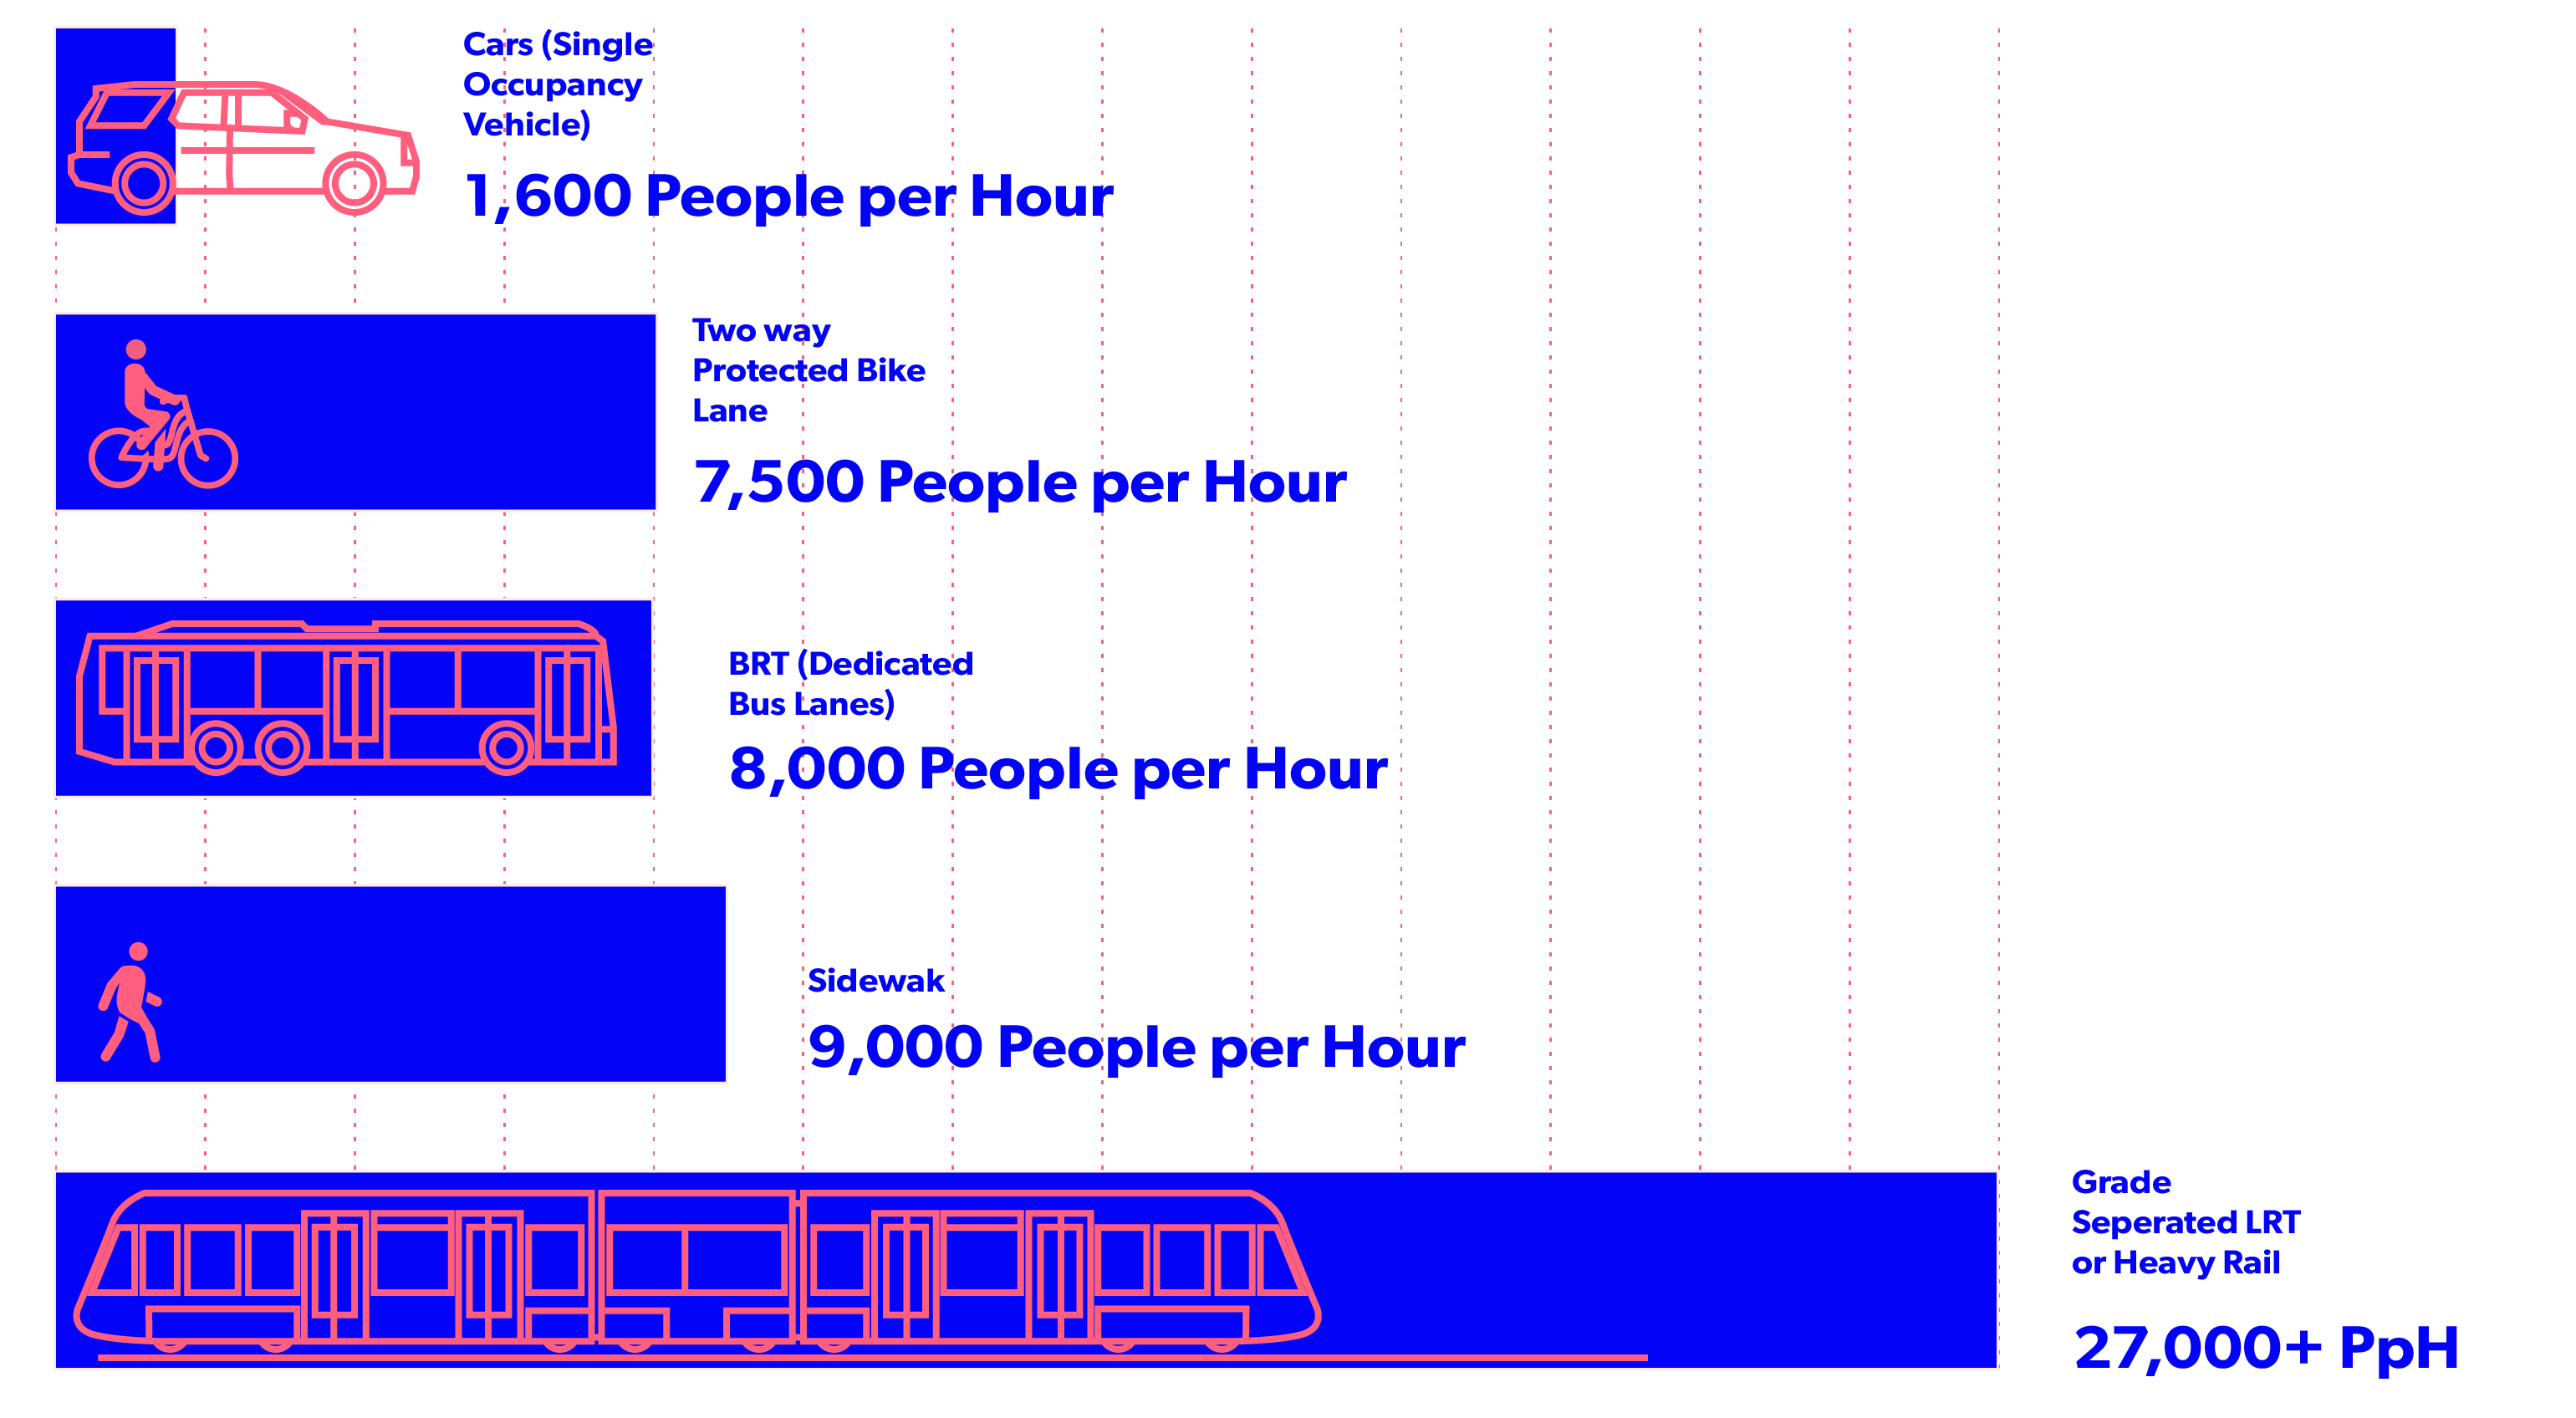 Cars (Single
Occupancy
Vehicle)
1,600 People per Hour
Two way
Protected Bike
Lane
7,500 People per Hour
BRT (Dedicated
Bus Lanes)
8,000 People per Hour
Sidewak
9,000 People per Hour
Grade
Seperated LRT
or Heavy Rail
27,000+ PpH